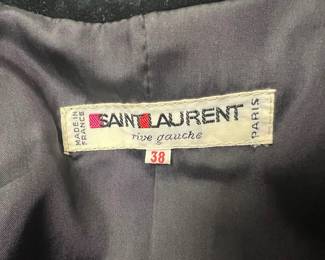 MADE IN
FRANCE
SAINT LAURENT
rive gauche
PARIS
38